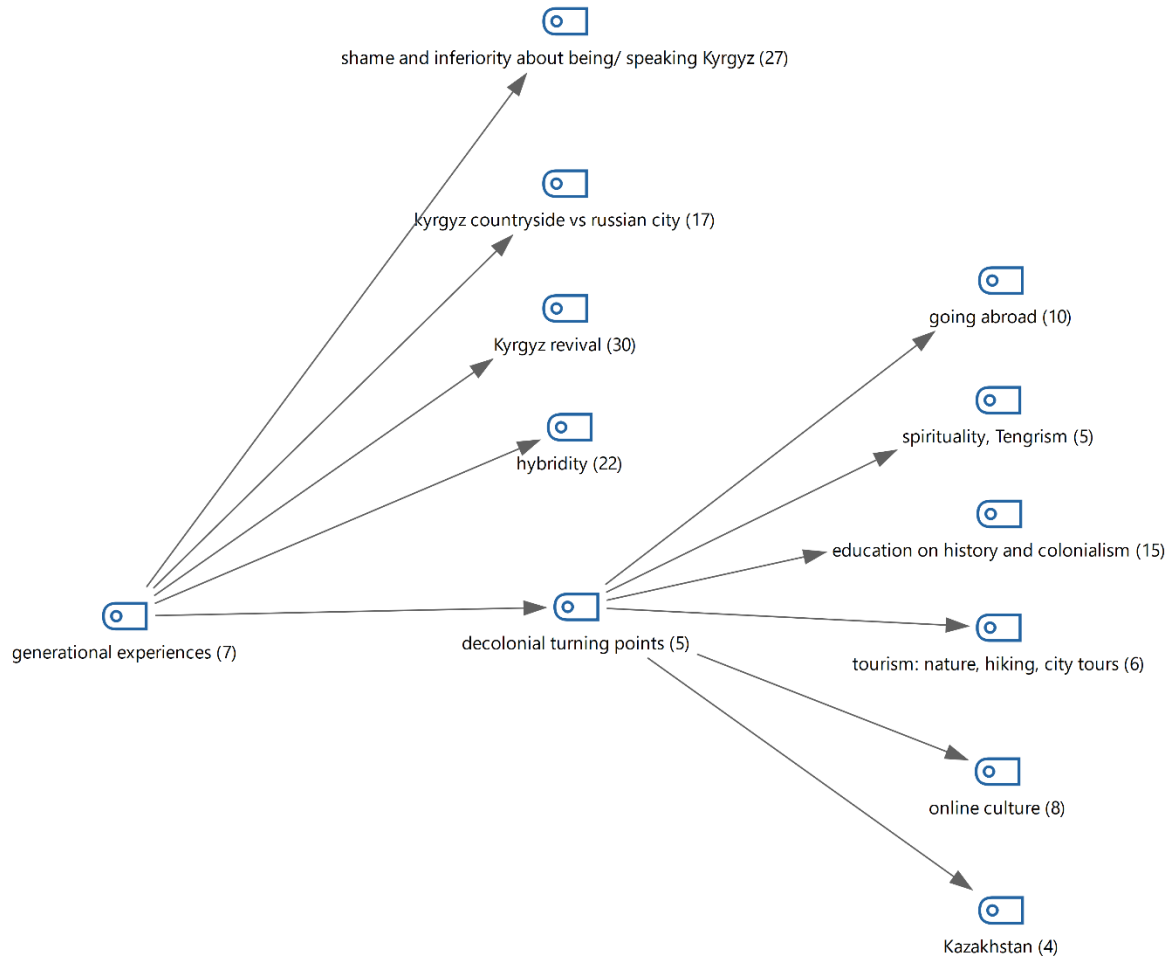 shame and inferiority about being/ speaking Kyrgyz (27)
kyrgyz countryside vs russian city (17)
Kyrgyz revival (30)
hybridity (22)
generational experiences (7)
decolonial turning points (5)
going abroad (10)
spirituality, Tengrism (5)
education on history and colonialism (15)
tourism: nature, hiking, city tours (6)
online culture (8)
Kazakhstan (4)